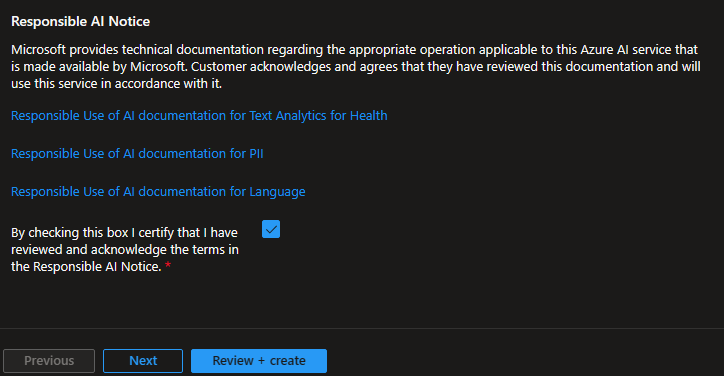 Responsible AI Notice
Microsoft provides technical documentation regarding the appropriate operation applicable to this Azure AI service that
is made available by Microsoft. Customer acknowledges and agrees that they have reviewed this documentation and will
use this service in accordance with it.
Responsible Use of AI documentation for Text Analytics for Health
Responsible Use of AI documentation for PII
Responsible Use of AI documentation for Language
By checking this box I certify that I have
reviewed and acknowledge the terms in
the Responsible AI Notice. *
Previous
Next
Review + create